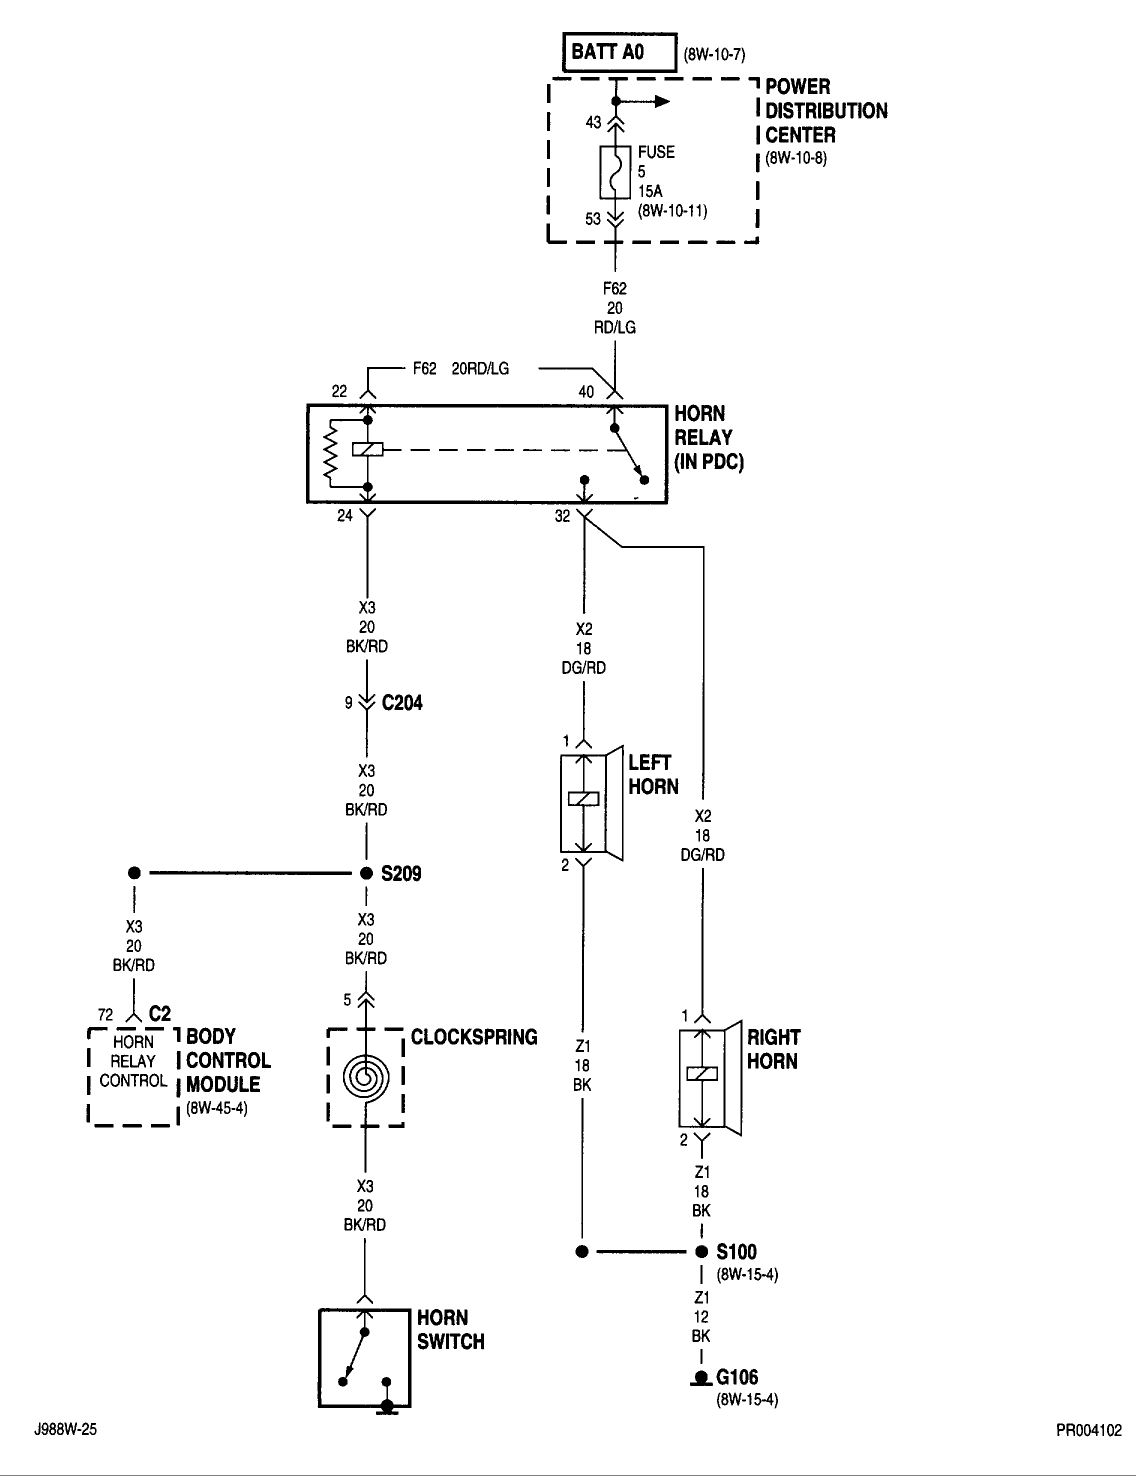 BATT A0
(8W-10-7)
POWER
DISTRIBUTION
CENTER
(8W-10-8)
43
FUSE
5
15A
(8W-10-11)
53
F62
20
RD/LG
F62 20RD/LG
22
40
HORN
RELAY
(IN PDC)
24
32
X3
20
BK/RD
X2
18
DG/RD
9
C204
1
LEFT
HORN
X3
20
BK/RD
X2
18
DG/RD
2
S209
X3
20
BK/RD
X3
20
BK/RD
5
72
C2
1
HORN
RELAY
CONTROL
BODY
CONTROL
MODULE
(8W-45-4)
CLOCKSPRING
Z1
18
BK
RIGHT
HORN
2
X3
20
BK/RD
Z1
18
BK
S100
(8W-15-4)
Z1
12
BK
HORN
SWITCH
G106
(8W-15-4)
J988W-25
PR004102